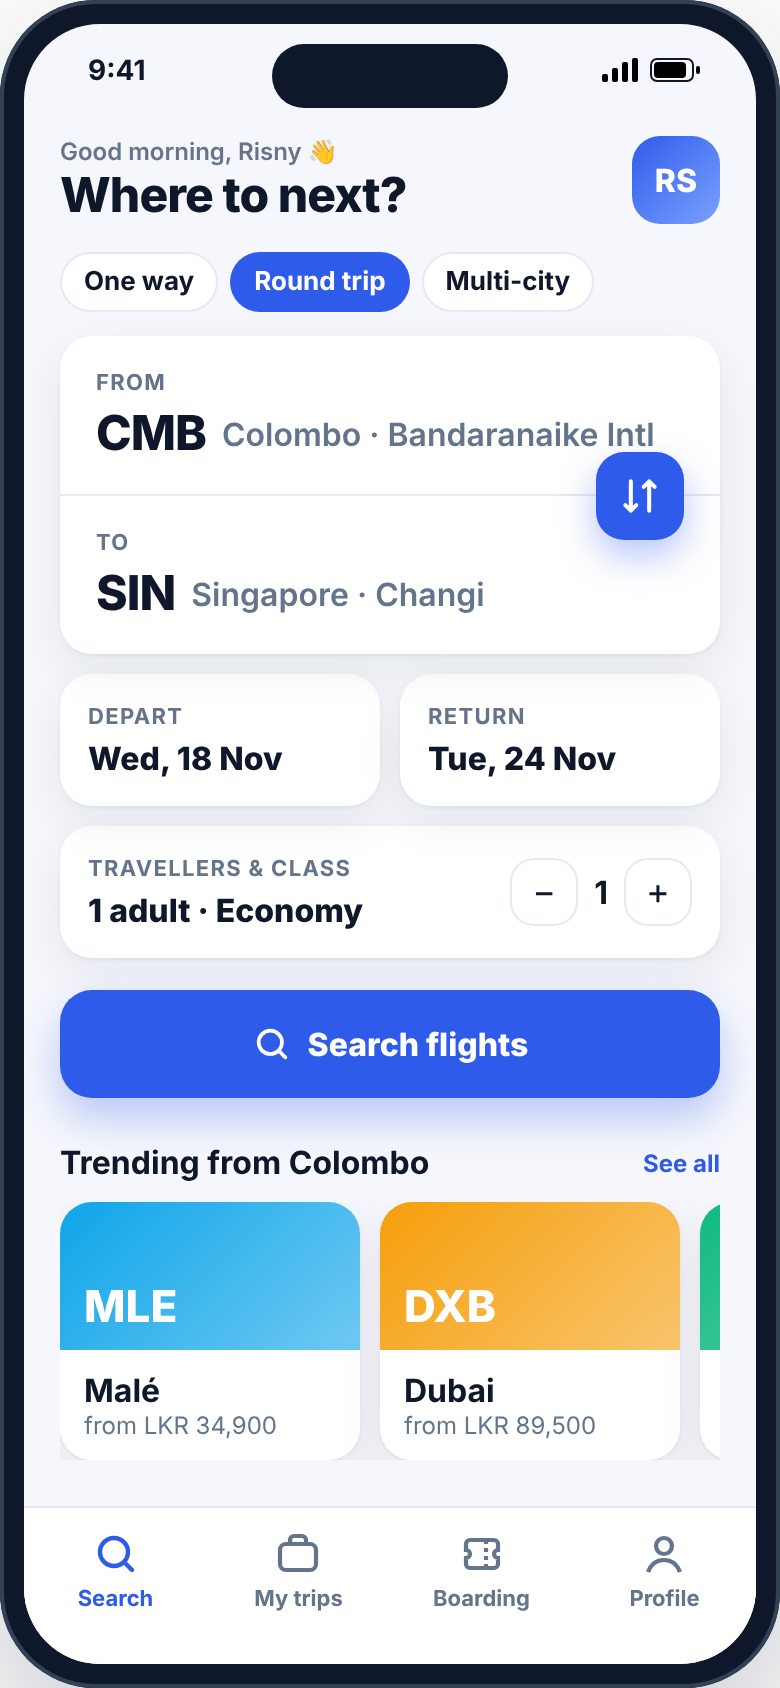 9:41
Good morning, Risny 👋
Where to next?
RS
One way
Round trip
Multi-city
FROM
CMB Colombo · Bandaranaike Intl
TO
SIN Singapore · Changi
DEPART
Wed, 18 Nov
RETURN
Tue, 24 Nov
TRAVELLERS & CLASS
1 adult · Economy
− 1 +
Search flights
Trending from Colombo
See all
MLE
Malé
from LKR 34,900
DXB
Dubai
from LKR 89,500
Search
My trips
Boarding
Profile